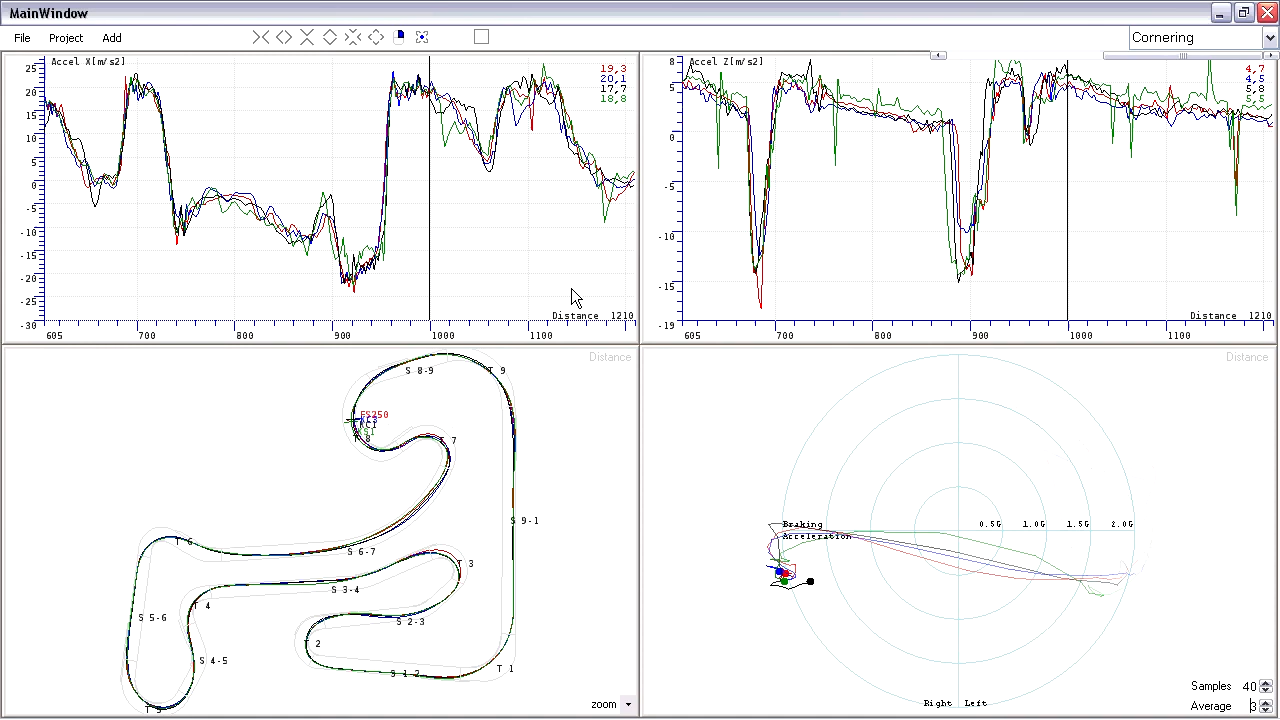 MainWindow
File Project Add
Cornering
Accel X[m/s2]
19,3
20,1
17,7
18,8
25
20
15
10
5
0
-5
-10
-15
-20
-25
-30
Distance 1210
605 700 800 900 1000 1100
Accel Z[m/s2]
4,7
4,5
5,8
5,5
5
0
-5
-10
-15
-19
Distance 1210
605 700 800 900 1000 1100
Distance
S 8-9
T 9
FS250
T 8
T 7
S 9-1
T 6
S 6-7
T 3
S 3-4
T 4
S 5-6
S 2-3
T 2
S 4-5
S 1-2
T 1
T 5
zoom
Distance
Braking
Acceleration
0.5G 1.0G 1.5G 2.0G
Right Left
Samples 40
Average 3